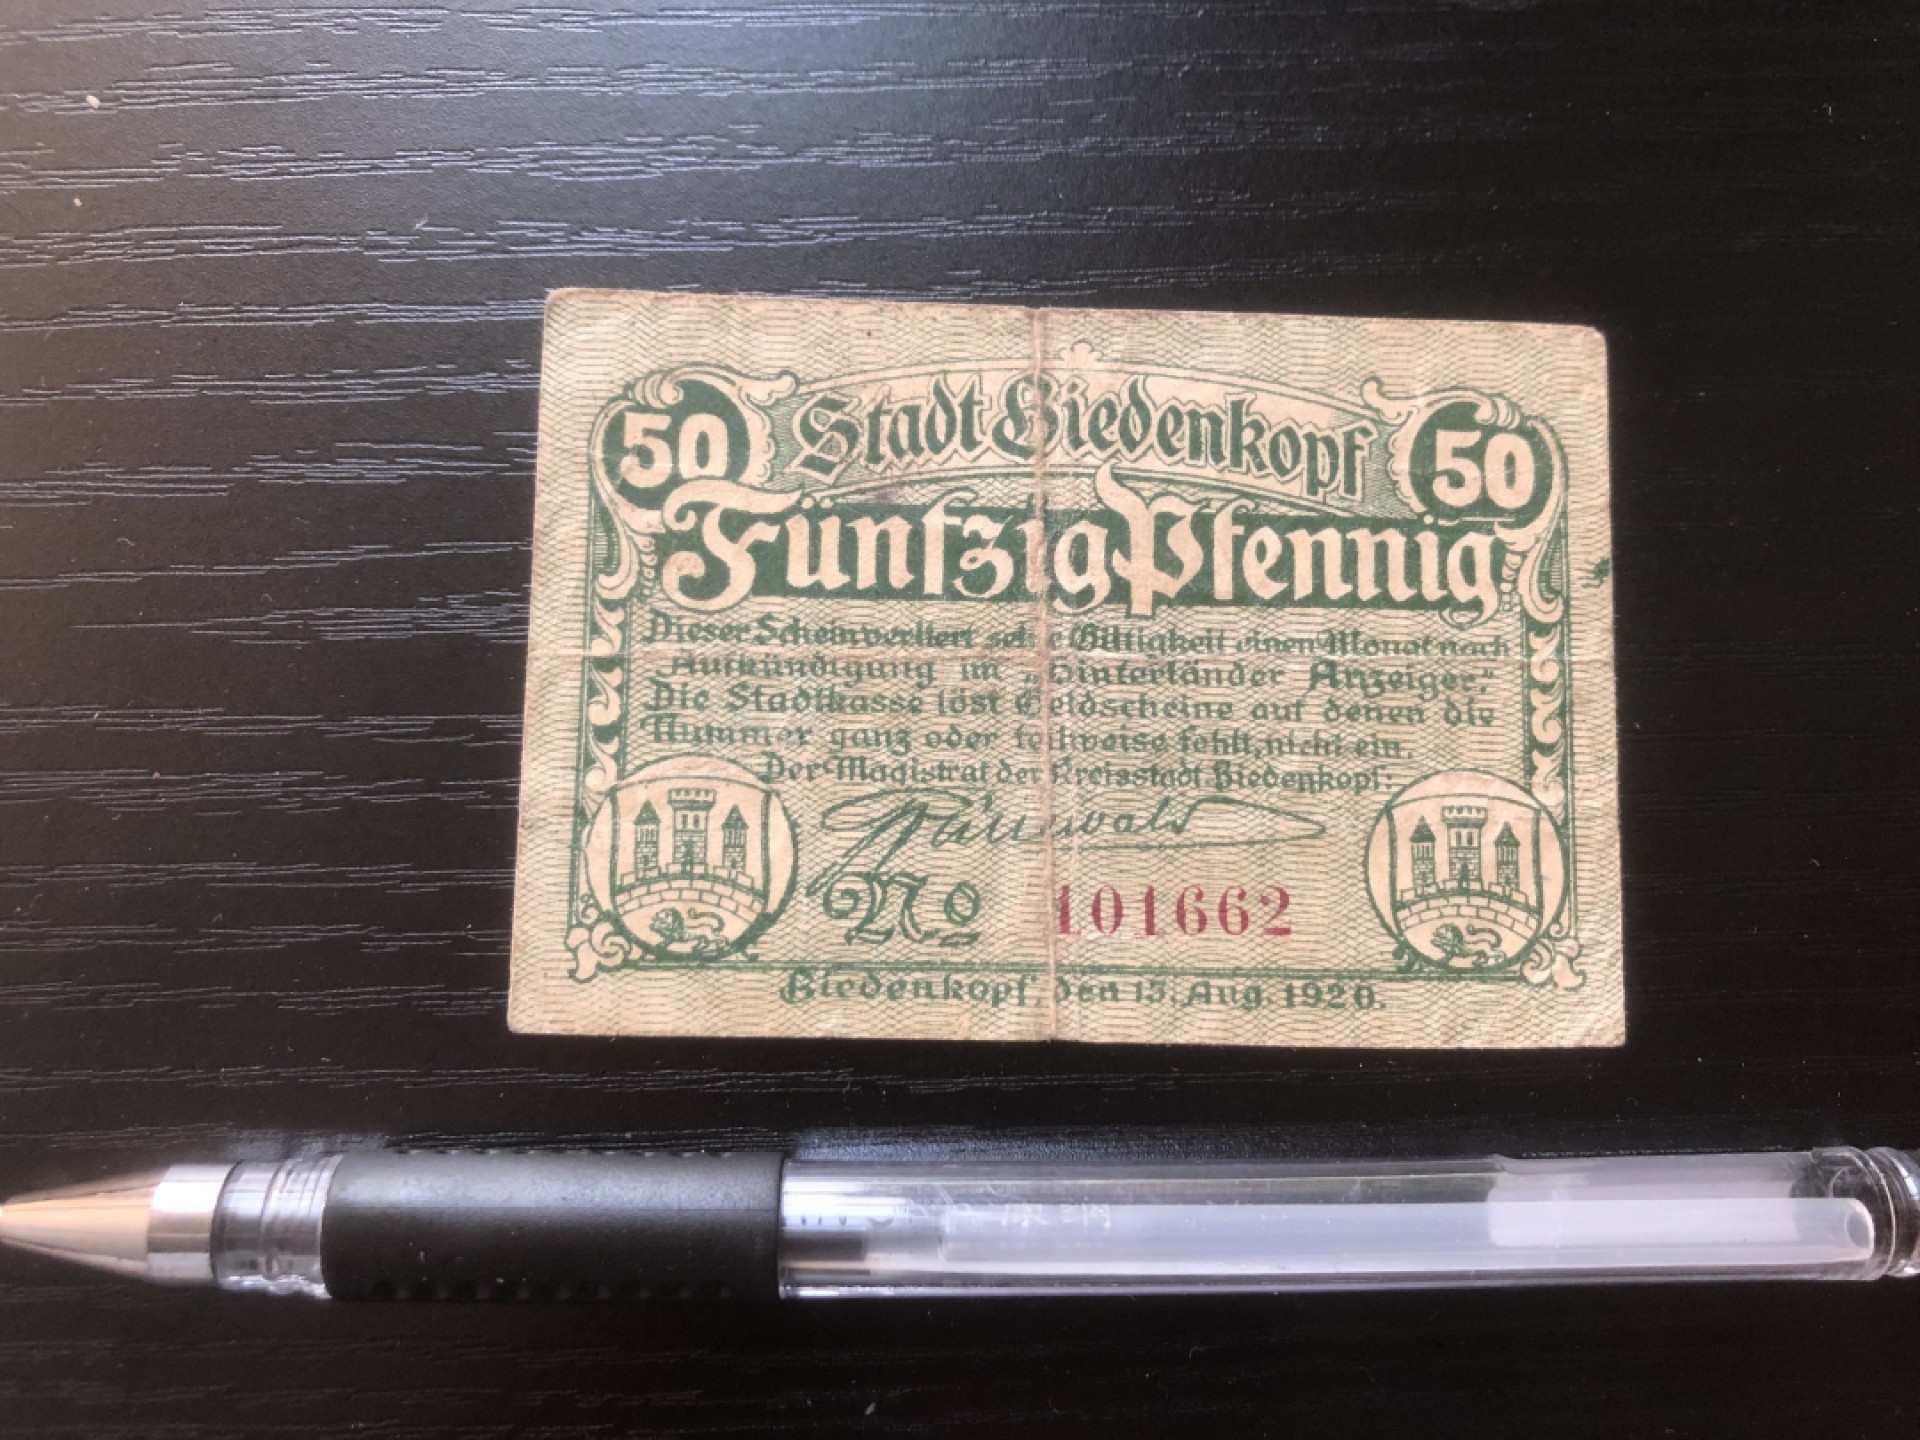 50 Stadt Biedenkopf 50
Fünfzig Pfennig
Dieser Schein verliert seine Gültigkeit einen Monat nach
Aufkündigung im „Hinterländer Anzeiger."
Die Stadtkasse löst Geldscheine auf denen die
Nummer ganz oder teilweise fehlt, nicht ein.
Der Magistrat der Kreisstadt Biedenkopf:
Grünewald
No 101662
Biedenkopf, den 15. Aug. 1920.